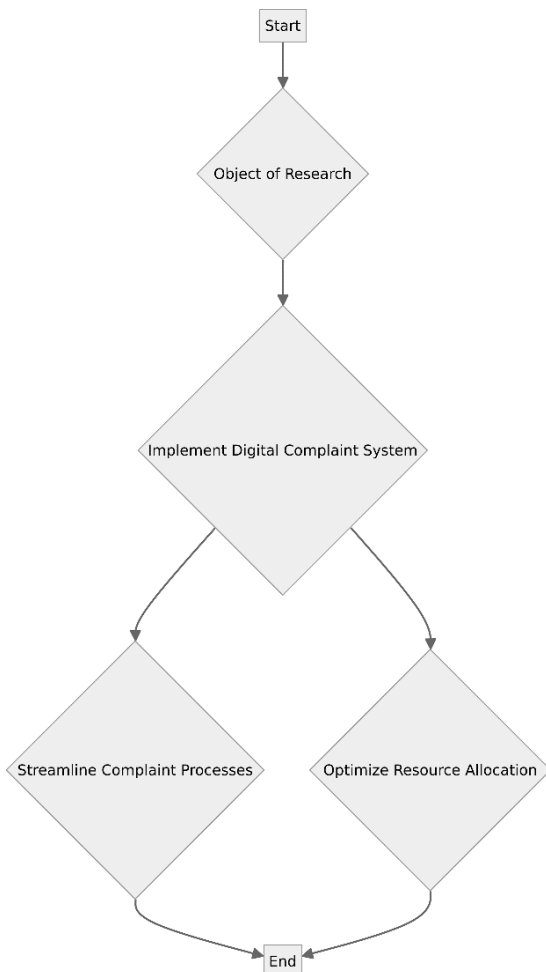 Start
Object of Research
Implement Digital Complaint System
Streamline Complaint Processes
Optimize Resource Allocation
End